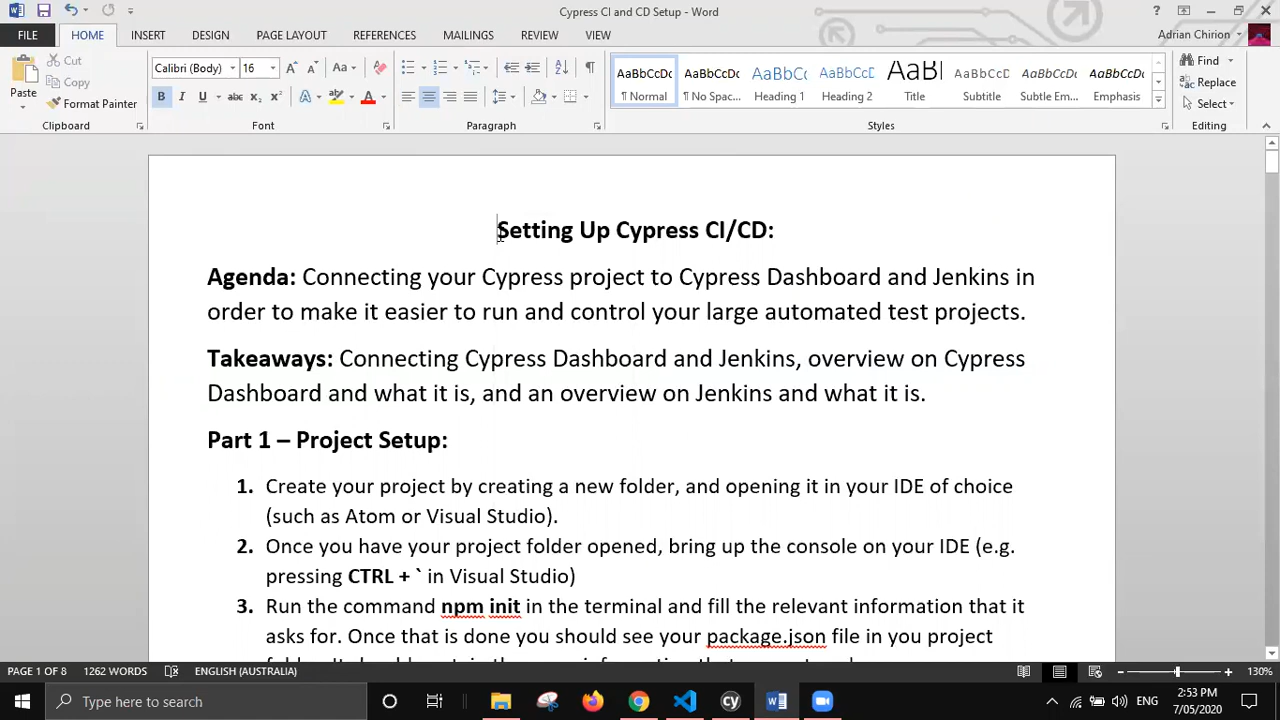 Cypress CI and CD Setup - Word
FILE HOME INSERT DESIGN PAGE LAYOUT REFERENCES MAILINGS REVIEW VIEW Adrian Chirion
Cut
Copy
Format Painter
Paste
Clipboard
Calibri (Body) 16
Font
Paragraph
AaBbCcDc AaBbCcDc AaBbCc AaBbCcD AaBl AaBbCcD AaBbCcDc AaBbCcDc
¶ Normal ¶ No Spac... Heading 1 Heading 2 Title Subtitle Subtle Em... Emphasis
Styles
Find
Replace
Select
Editing
Setting Up Cypress CI/CD:
Agenda: Connecting your Cypress project to Cypress Dashboard and Jenkins in
order to make it easier to run and control your large automated test projects.
Takeaways: Connecting Cypress Dashboard and Jenkins, overview on Cypress
Dashboard and what it is, and an overview on Jenkins and what it is.
Part 1 – Project Setup:
1. Create your project by creating a new folder, and opening it in your IDE of choice
(such as Atom or Visual Studio).
2. Once you have your project folder opened, bring up the console on your IDE (e.g.
pressing CTRL + ` in Visual Studio)
3. Run the command npm init in the terminal and fill the relevant information that it
asks for. Once that is done you should see your package.json file in you project
PAGE 1 OF 8 1262 WORDS ENGLISH (AUSTRALIA) 130%
Type here to search
cy
ENG
2:53 PM
7/05/2020